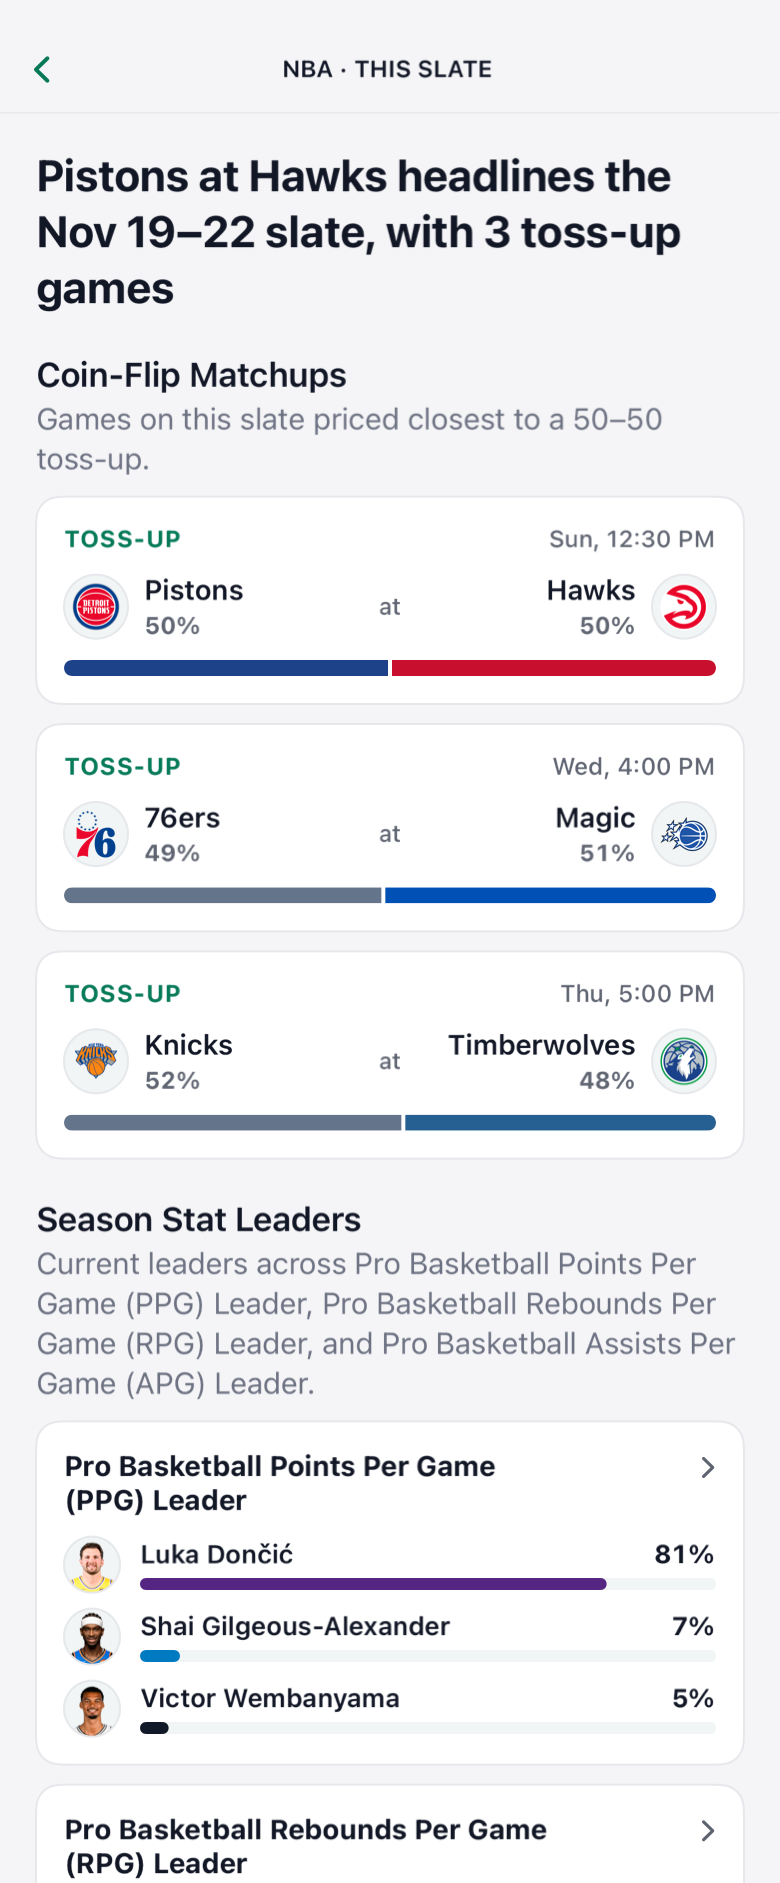 NBA · THIS SLATE
Pistons at Hawks headlines the
Nov 19–22 slate, with 3 toss-up
games
Coin-Flip Matchups
Games on this slate priced closest to a 50–50
toss-up.
TOSS-UP
Sun, 12:30 PM
DETROIT
PISTONS
Pistons
50%
at
Hawks
50%
TOSS-UP
Wed, 4:00 PM
76
76ers
49%
at
Magic
51%
TOSS-UP
Thu, 5:00 PM
KNICKS
Knicks
52%
at
Timberwolves
48%
Season Stat Leaders
Current leaders across Pro Basketball Points Per
Game (PPG) Leader, Pro Basketball Rebounds Per
Game (RPG) Leader, and Pro Basketball Assists Per
Game (APG) Leader.
Pro Basketball Points Per Game
(PPG) Leader
Luka Dončić
81%
Shai Gilgeous-Alexander
7%
Victor Wembanyama
5%
Pro Basketball Rebounds Per Game
(RPG) Leader